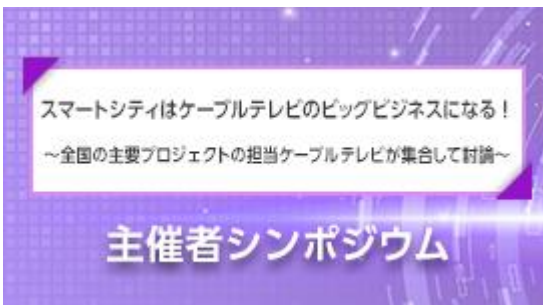 スマートシティはケーブルテレビのビッグビジネスになる！
～全国の主要プロジェクトの担当ケーブルテレビが集合して討論～
主催者シンポジウム